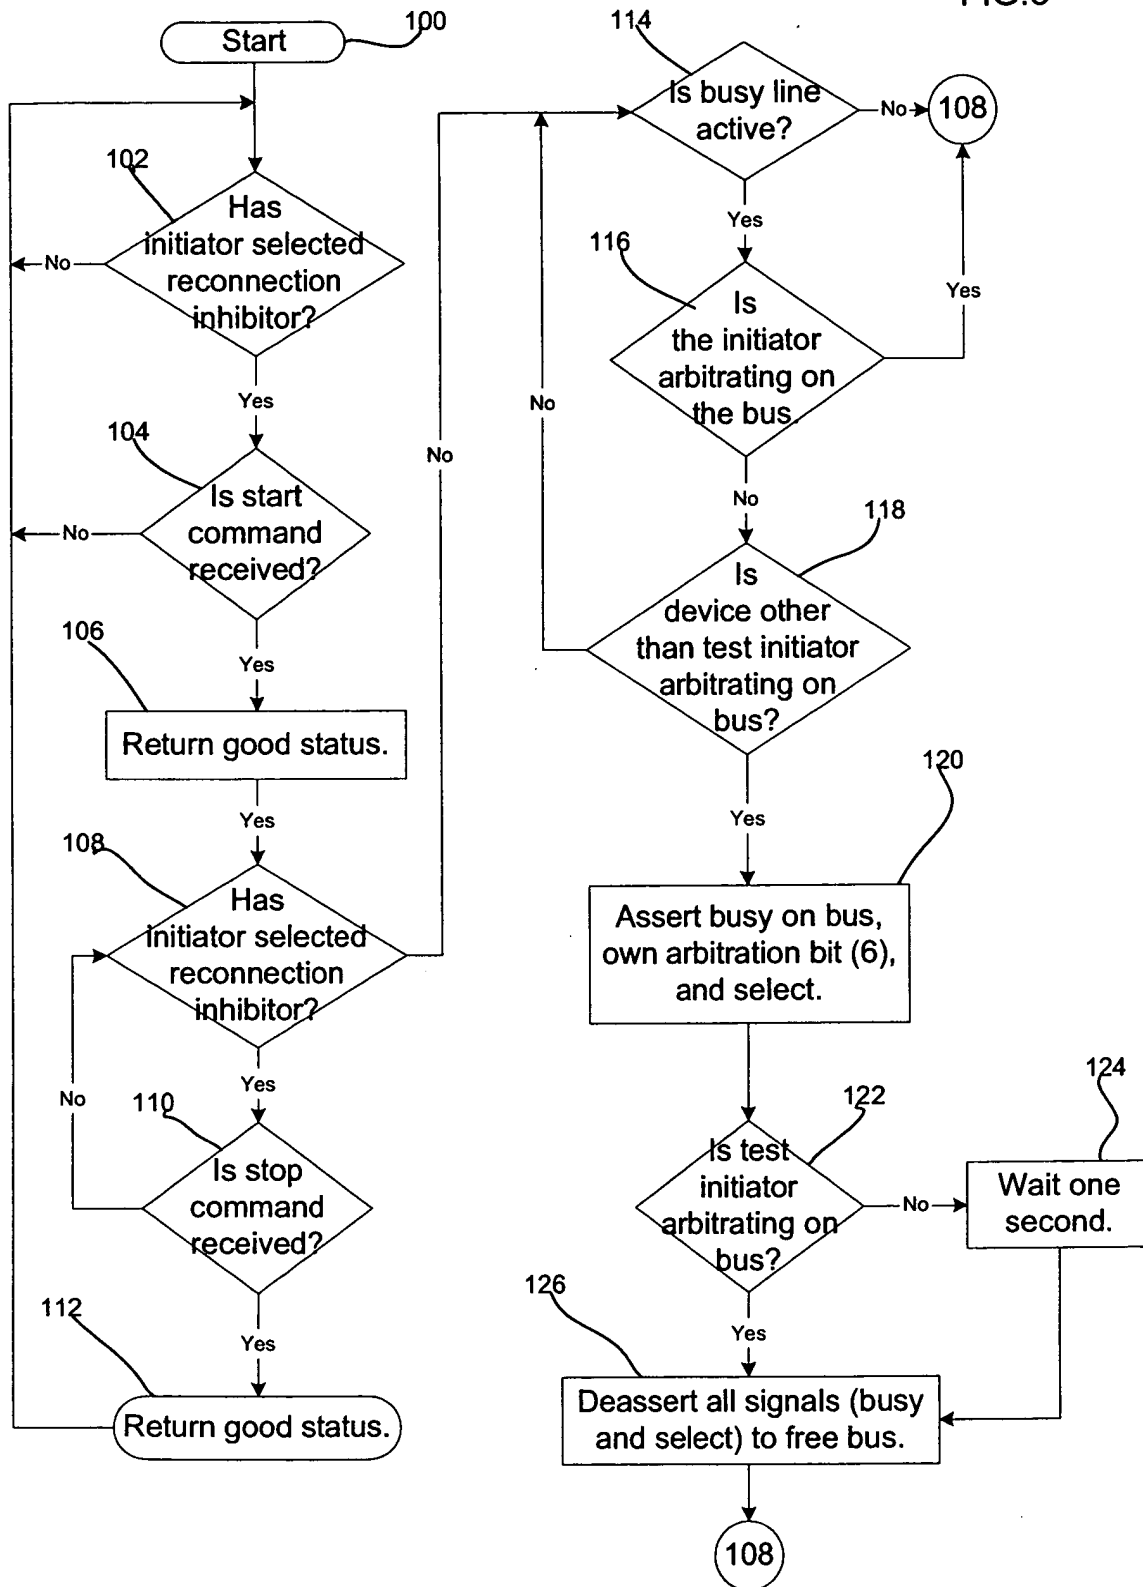 Start
100
102
Has
initiator selected
reconnection
inhibitor?
No
Yes
104
Is start
command
received?
No
Yes
106
Return good status.
Yes
108
Has
initiator selected
reconnection
inhibitor?
No
Yes
No
110
Is stop
command
received?
Yes
112
Return good status.
114
Is busy line
active?
No
108
Yes
116
Is
the initiator
arbitrating on
the bus.
Yes
No
No
118
Is
device other
than test initiator
arbitrating on
bus?
Yes
120
Assert busy on bus,
own arbitration bit (6),
and select.
122
Is test
initiator
arbitrating on
bus?
No
124
Wait one
second.
Yes
126
Deassert all signals (busy
and select) to free bus.
108